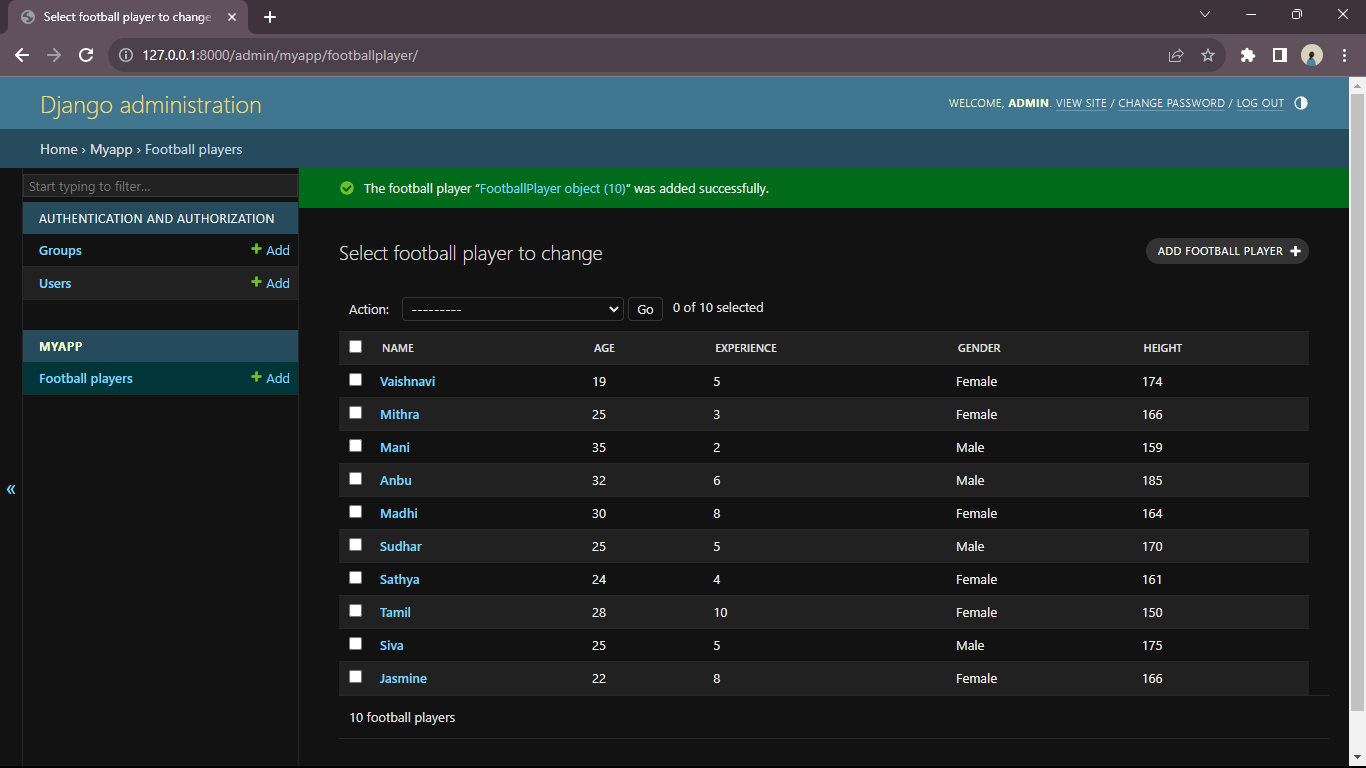 Select football player to change
127.0.0.1:8000/admin/myapp/footballplayer/
Django administration
WELCOME, ADMIN. VIEW SITE / CHANGE PASSWORD / LOG OUT
Home › Myapp › Football players
Start typing to filter...
AUTHENTICATION AND AUTHORIZATION
Groups + Add
Users + Add
MYAPP
Football players + Add
«
The football player “FootballPlayer object (10)” was added successfully.
Select football player to change
ADD FOOTBALL PLAYER +
Action: --------- Go 0 of 10 selected
NAME AGE EXPERIENCE GENDER HEIGHT
Vaishnavi 19 5 Female 174
Mithra 25 3 Female 166
Mani 35 2 Male 159
Anbu 32 6 Male 185
Madhi 30 8 Female 164
Sudhar 25 5 Male 170
Sathya 24 4 Female 161
Tamil 28 10 Female 150
Siva 25 5 Male 175
Jasmine 22 8 Female 166
10 football players